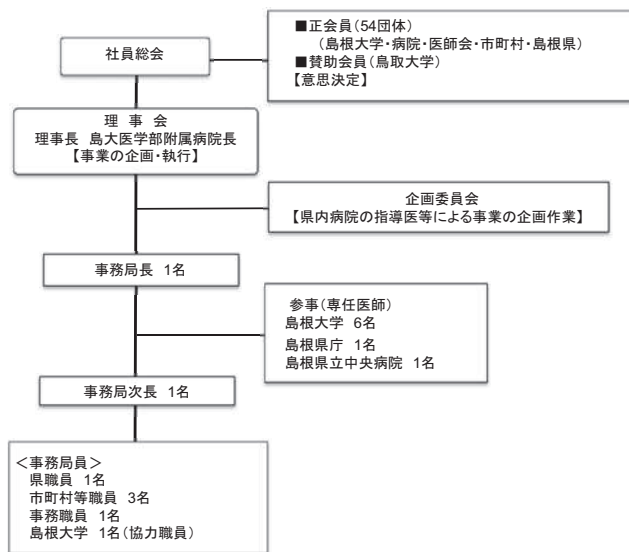 社員総会
■正会員(54団体)
(島根大学・病院・医師会・市町村・島根県)
■賛助会員(鳥取大学)
【意思決定】
理 事 会
理事長 島大医学部附属病院長
【事業の企画・執行】
企画委員会
【県内病院の指導医等による事業の企画作業】
事務局長 1名
参事(専任医師)
島根大学 6名
島根県庁 1名
島根県立中央病院 1名
事務局次長 1名
＜事務局員＞
県職員 1名
市町村等職員 3名
事務職員 1名
島根大学 1名(協力職員)